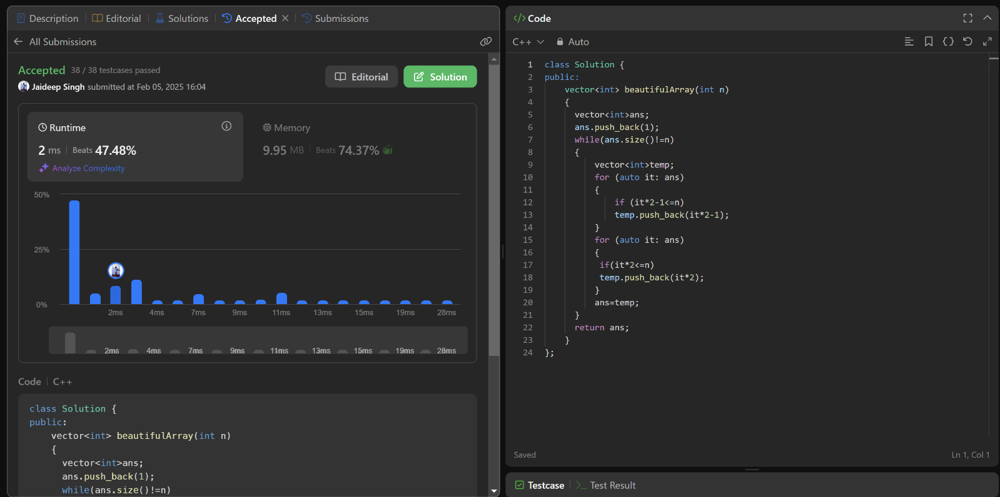 Description
Editorial
Solutions
Accepted
Submissions
All Submissions
Accepted 38 / 38 testcases passed
Jaideep Singh submitted at Feb 05, 2025 16:04
Editorial
Solution
Runtime
2 ms Beats 47.48%
Analyze Complexity
Memory
9.95 MB Beats 74.37%
50%
25%
0%
2ms 4ms 7ms 9ms 11ms 13ms 15ms 19ms 28ms
2ms 4ms 7ms 9ms 11ms 13ms 15ms 19ms 28ms
Code C++
class Solution {
public:
    vector<int> beautifulArray(int n)
    {
      vector<int>ans;
      ans.push_back(1);
      while(ans.size()!=n)
</> Code
C++ Auto
1 class Solution {
2 public:
3     vector<int> beautifulArray(int n)
4     {
5       vector<int>ans;
6       ans.push_back(1);
7       while(ans.size()!=n)
8       {
9           vector<int>temp;
10           for (auto it: ans)
11           {
12               if (it*2-1<=n)
13               temp.push_back(it*2-1);
14           }
15           for (auto it: ans)
16           {
17            if(it*2<=n)
18            temp.push_back(it*2);
19           }
20           ans=temp;
21       }
22       return ans;
23     }
24 };
Saved
Ln 1, Col 1
Testcase
>_ Test Result